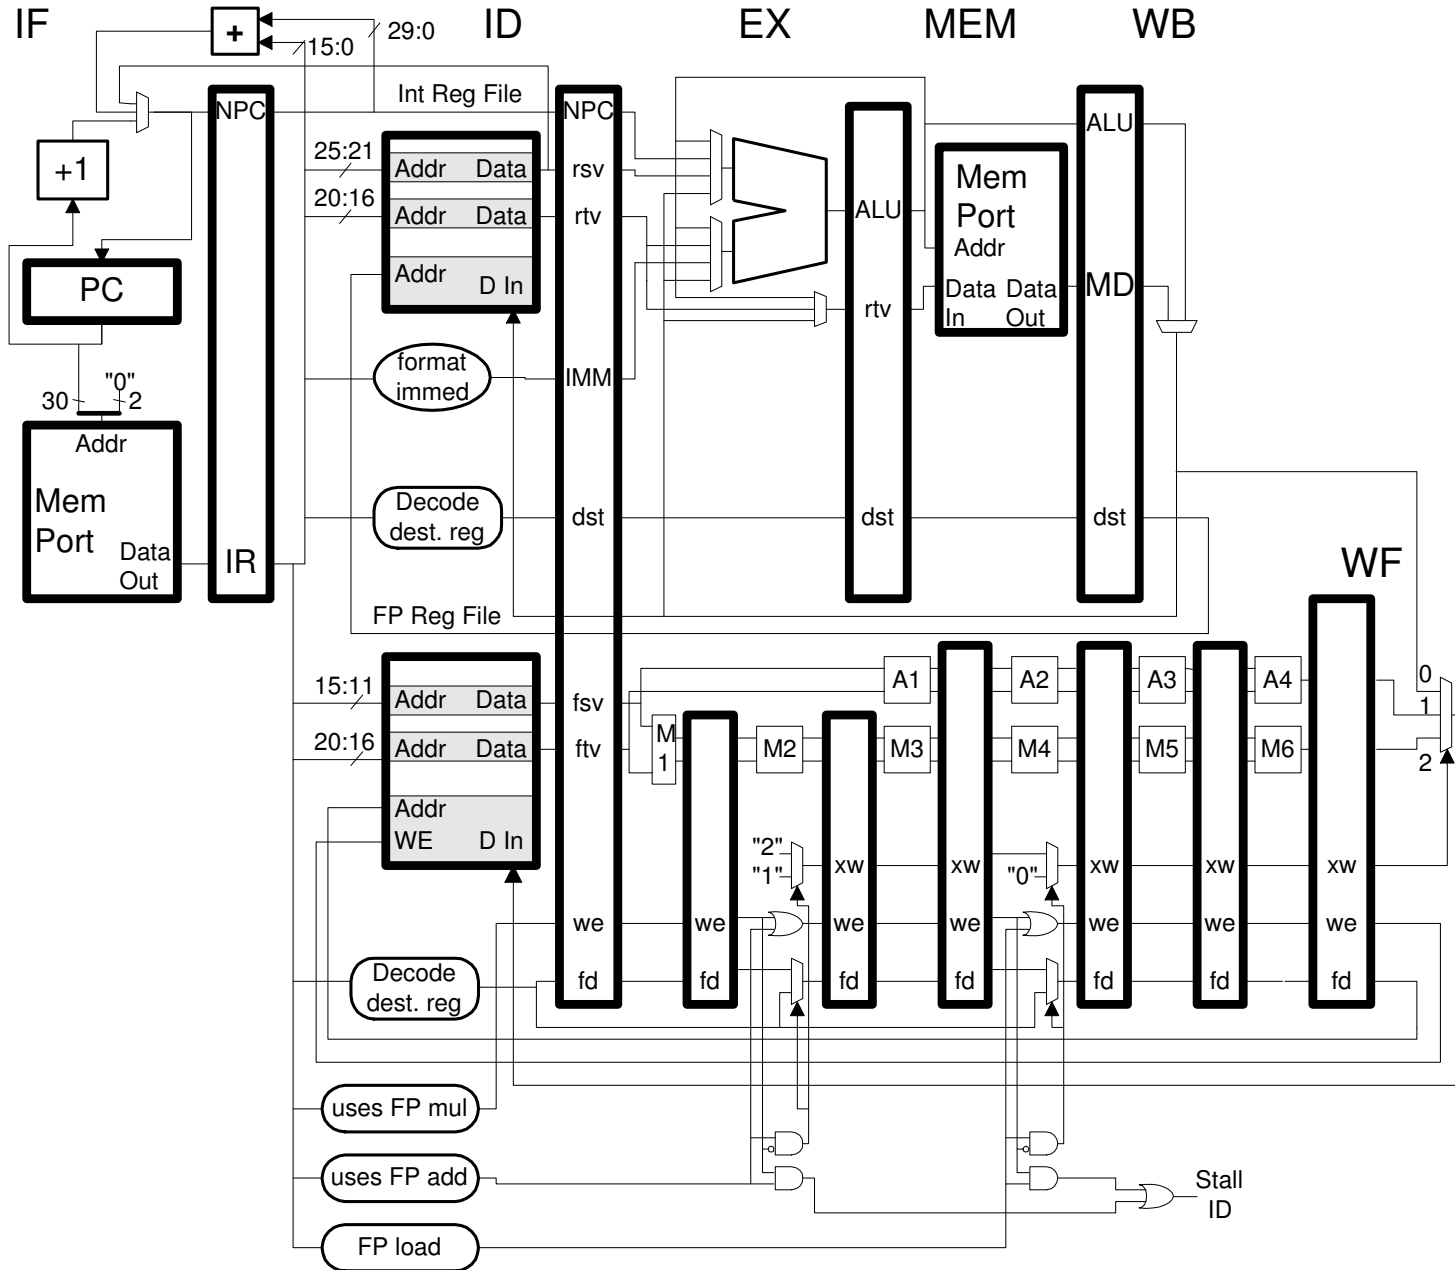 IF
ID
EX
MEM
WB
+
29:0
15:0
Int Reg File
NPC
NPC
ALU
+1
25:21
Addr
Data
rsv
20:16
Addr
Data
rtv
Addr
D In
PC
ALU
Mem
Port
Addr
Data
In
Data
Out
MD
rtv
format
immed
IMM
30
"0"
2
Addr
Mem
Port
Data
Out
IR
Decode
dest. reg
dst
dst
dst
WF
FP Reg File
15:11
Addr
Data
fsv
20:16
Addr
Data
ftv
Addr
WE
D In
A1
A2
A3
A4
M
1
M2
M3
M4
M5
M6
0
1
2
"2"
"1"
xw
xw
"0"
xw
xw
xw
we
we
we
we
we
we
we
Decode
dest. reg
fd
fd
fd
fd
fd
fd
fd
uses FP mul
uses FP add
FP load
Stall
ID